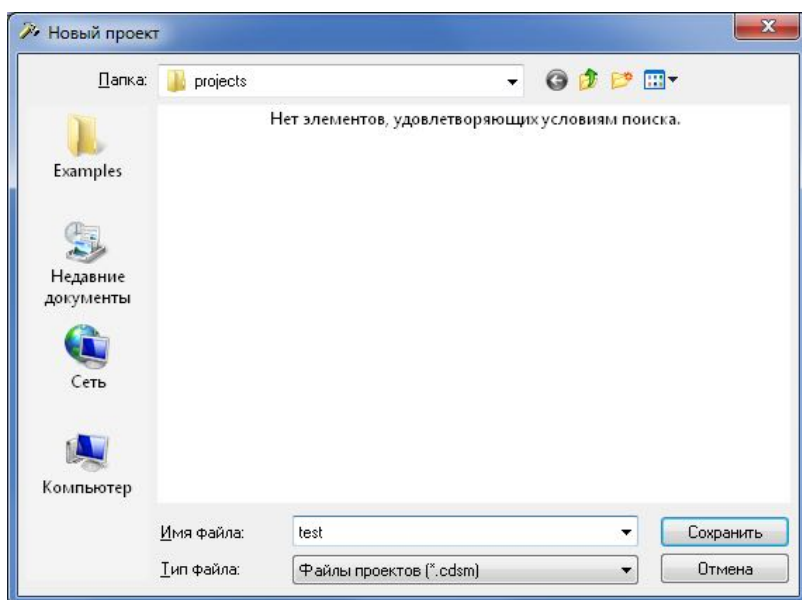 Новый проект
Папка:
projects
Нет элементов, удовлетворяющих условиям поиска.
Examples
Недавние
документы
Сеть
Компьютер
Имя файла:
test
Сохранить
Тип файла:
Файлы проектов (*.cdsm)
Отмена